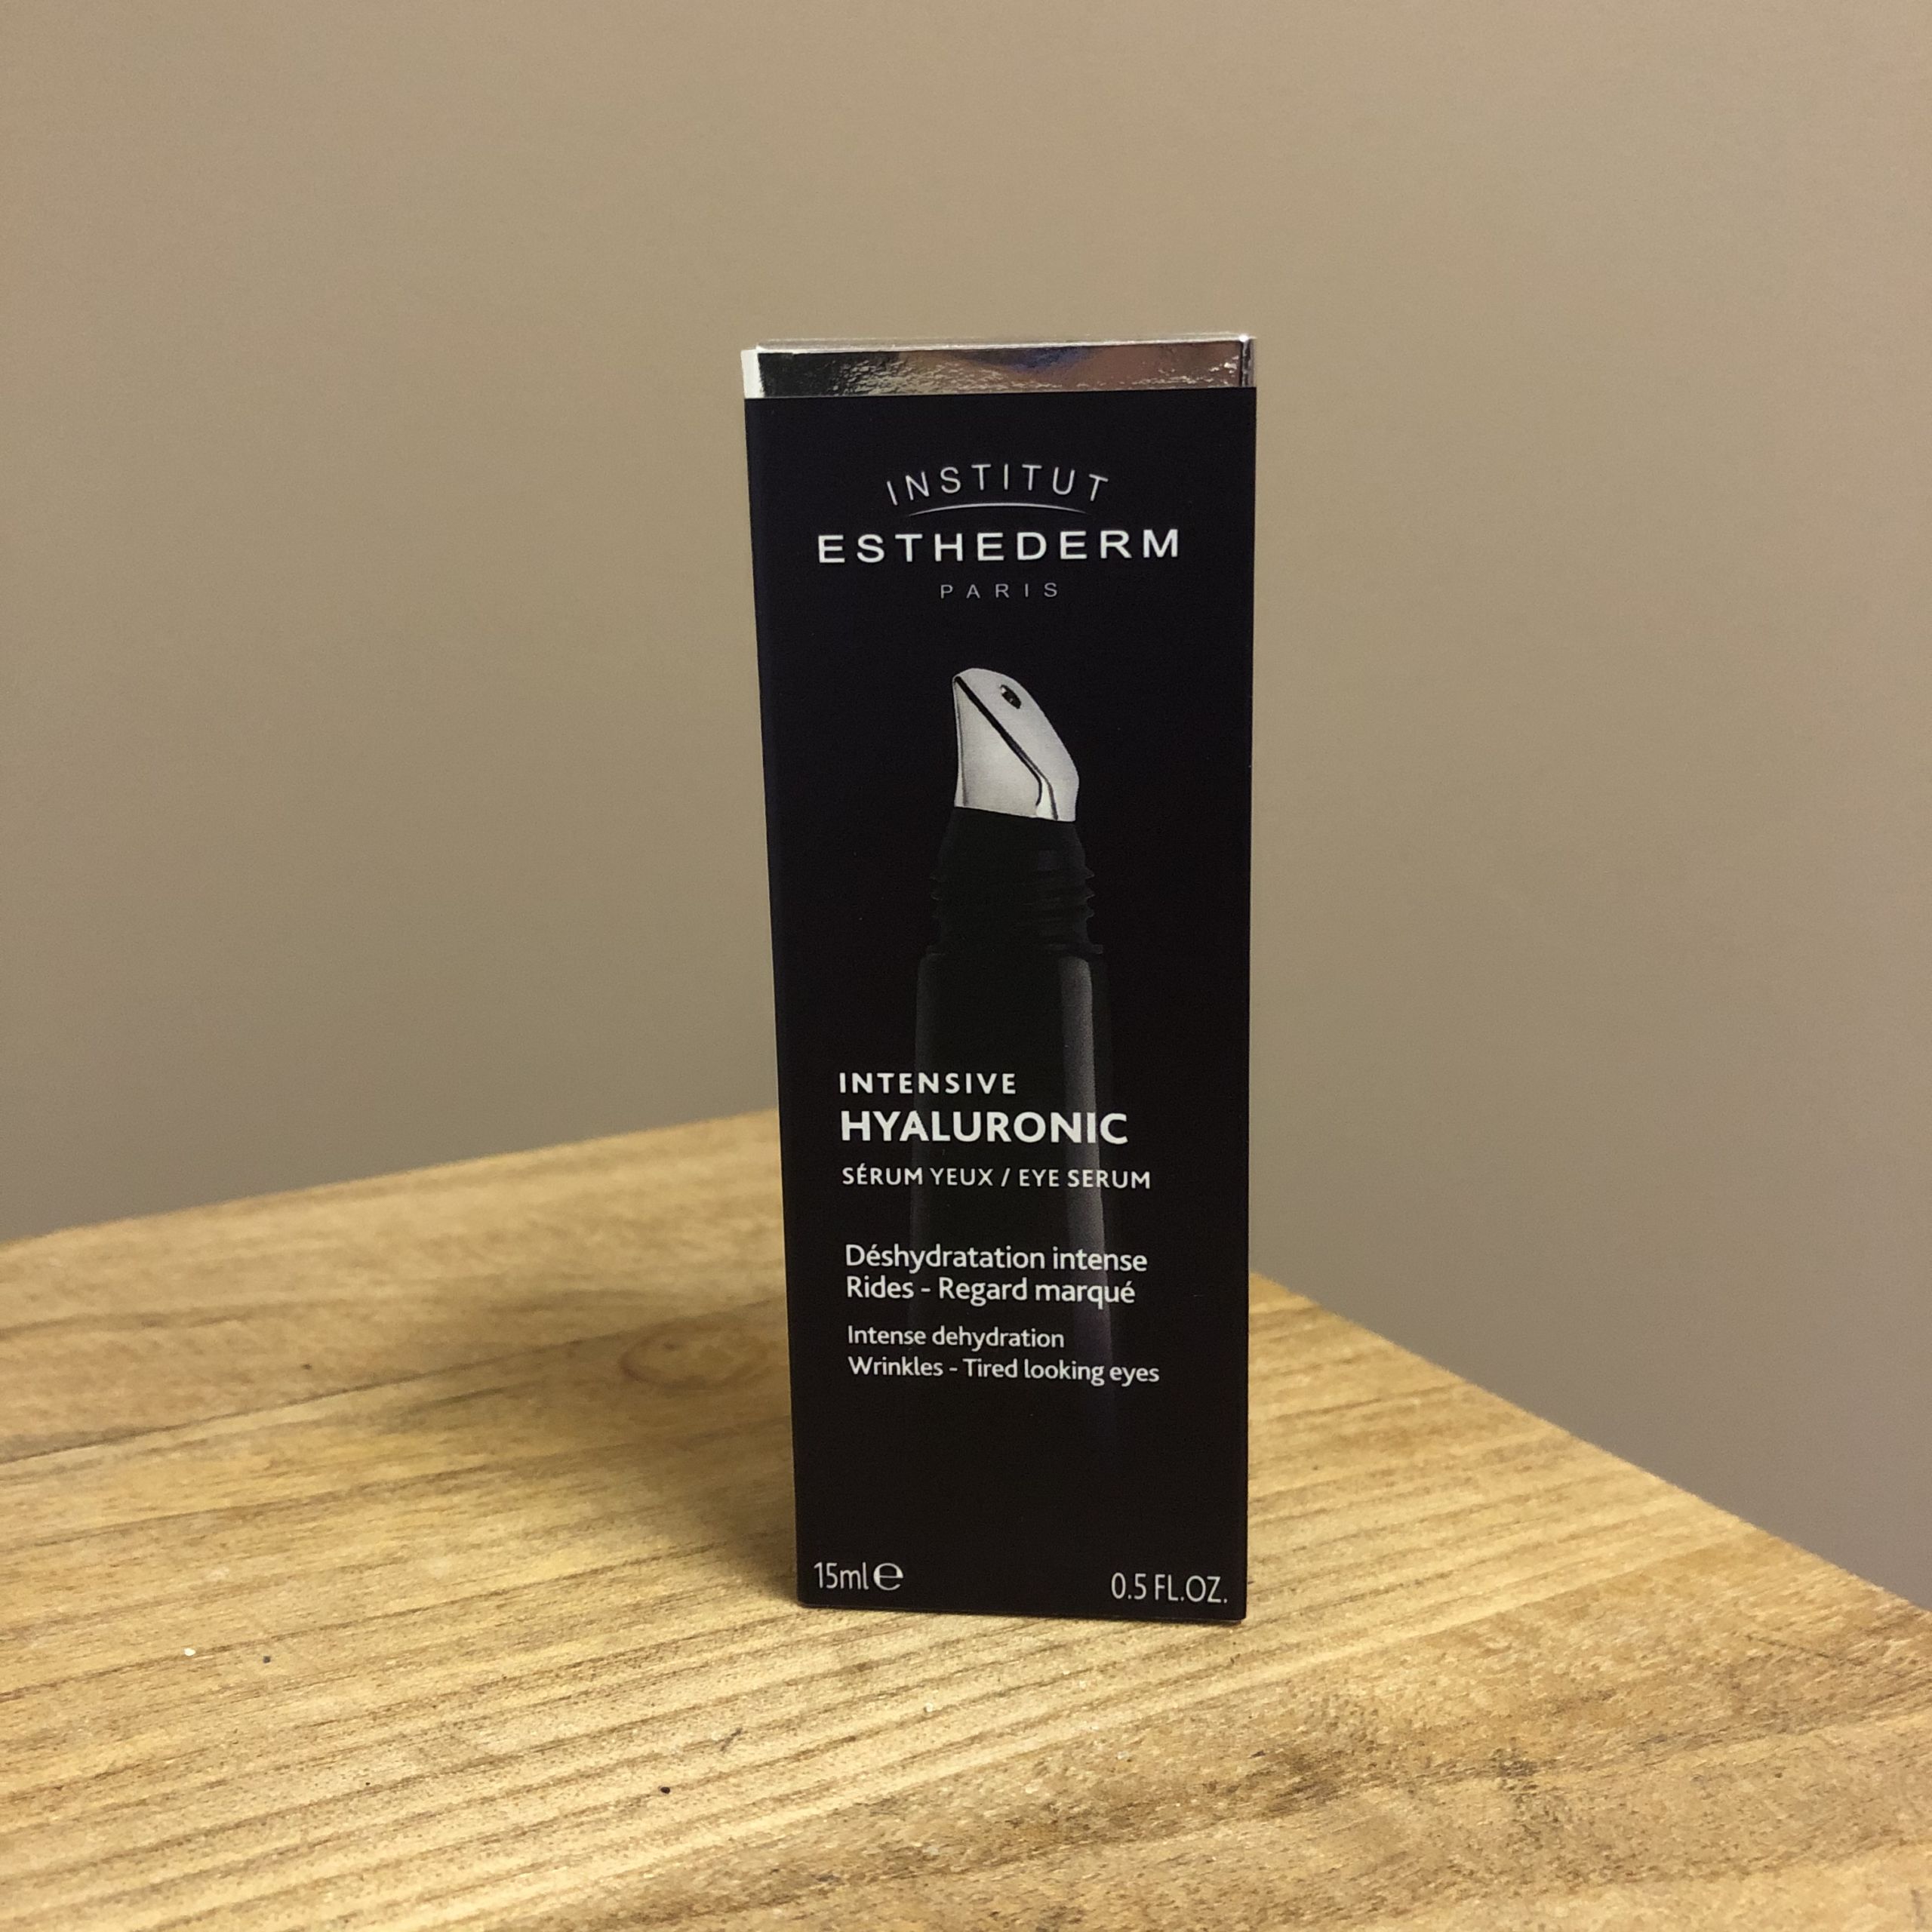 INSTITUT
ESTHEDERM
PARIS
INTENSIVE
HYALURONIC
SÉRUM YEUX / EYE SERUM
Déshydratation intense
Rides - Regard marqué
Intense dehydration
Wrinkles - Tired looking eyes
15ml ℮ 0.5 FL.OZ.